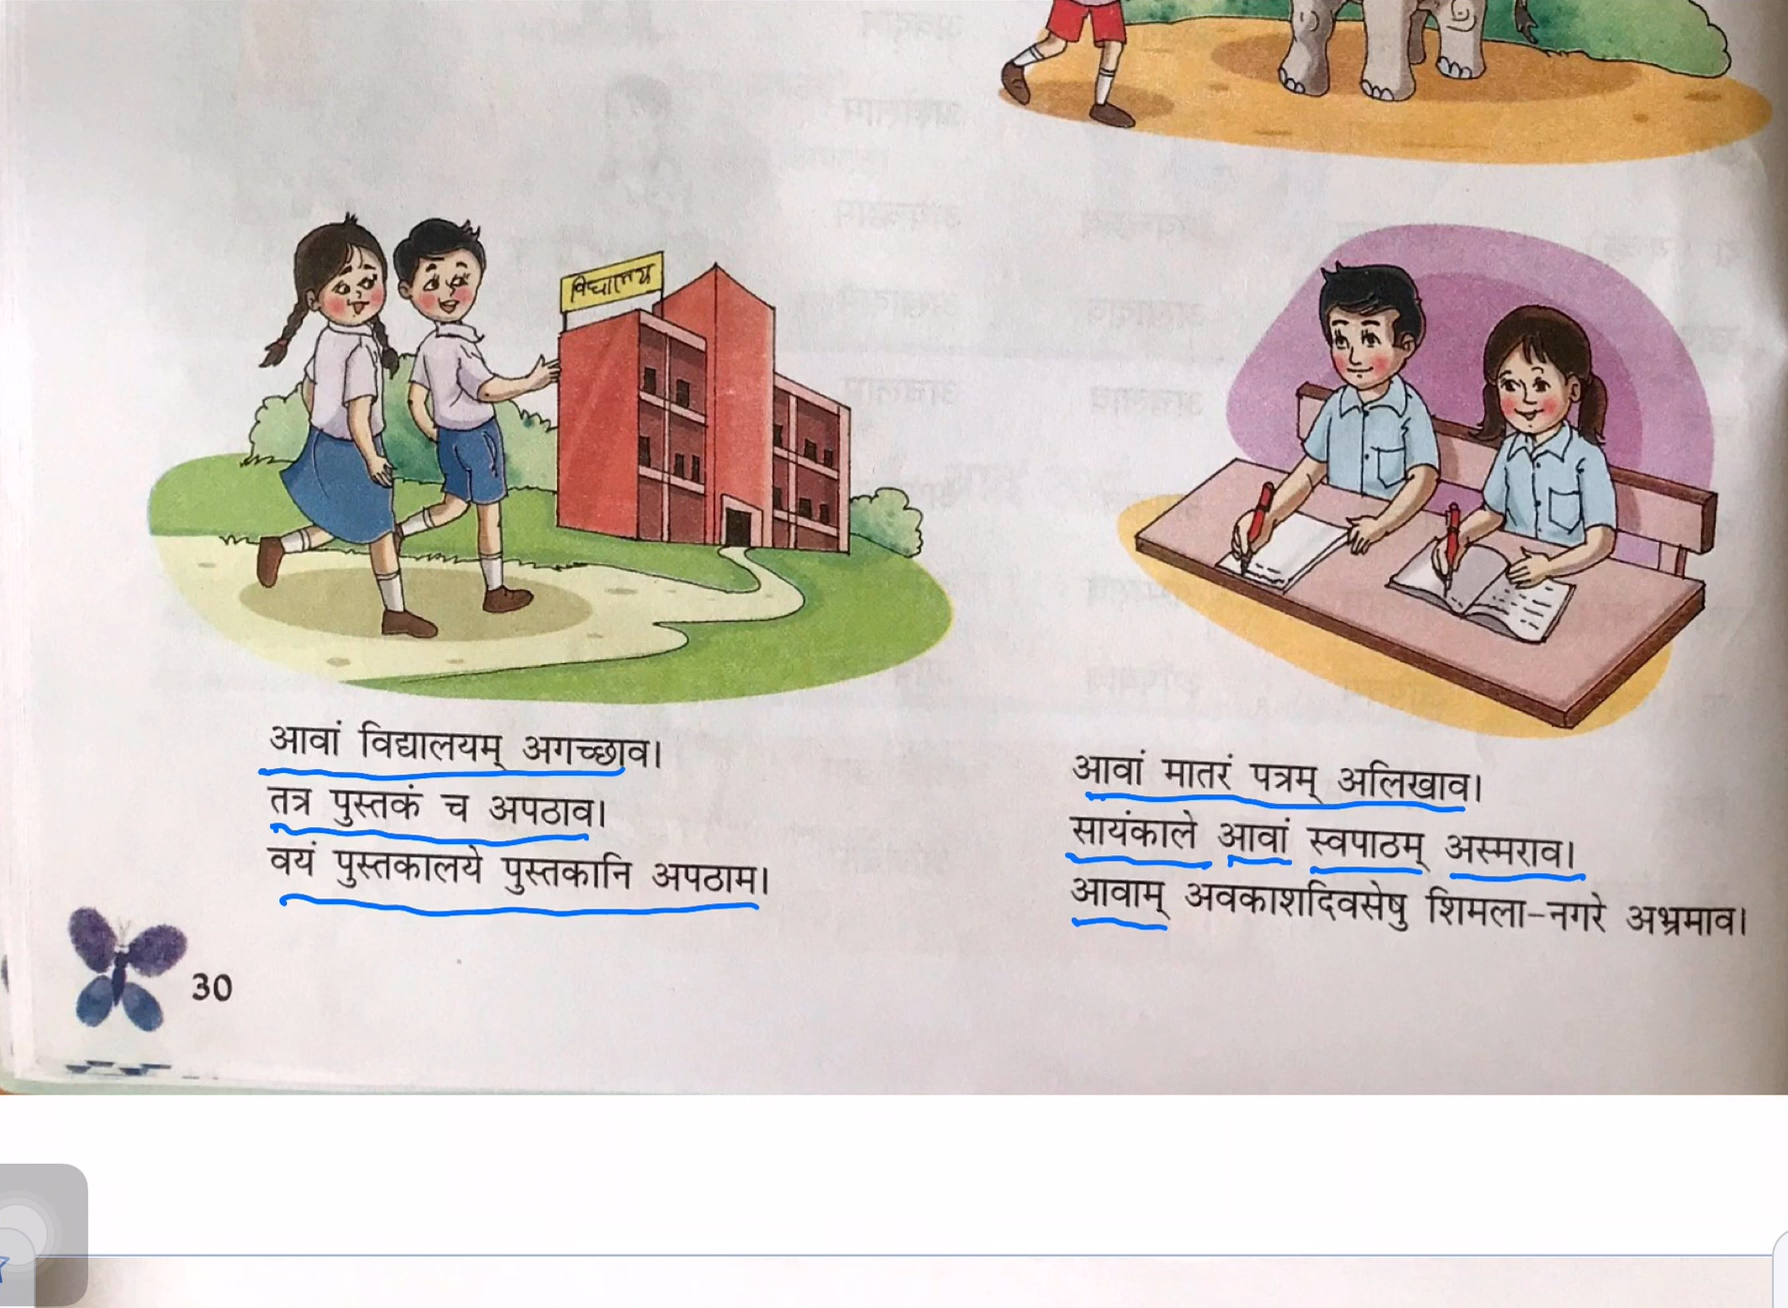 विद्यालय
आवां विद्यालयम् अगच्छाव।
तत्र पुस्तकं च अपठाव।
वयं पुस्तकालये पुस्तकानि अपठाम।
आवां मातरं पत्रम् अलिखाव।
सायंकाले आवां स्वपाठम् अस्मराव।
आवाम् अवकाशदिवसेषु शिमला-नगरे अभ्रमाव।
30